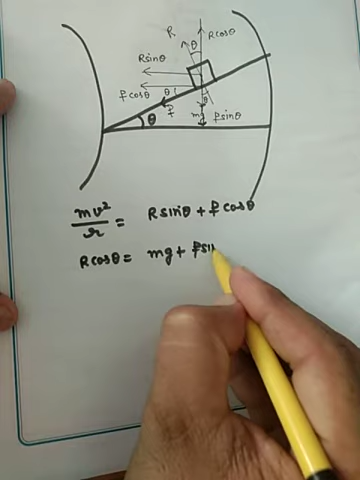 R
Rcosθ
θ
Rsinθ
fcosθ
θ
θ
f
mg
fsinθ
θ
mv²/r = Rsinθ + fcosθ
Rcosθ = mg + fsi